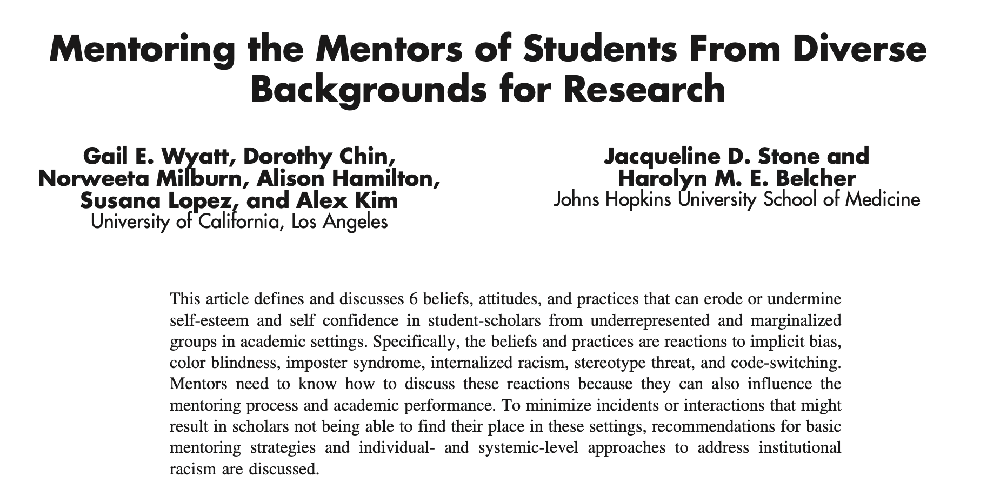 Mentoring the Mentors of Students From Diverse
Backgrounds for Research
Gail E. Wyatt, Dorothy Chin,
Norweeta Milburn, Alison Hamilton,
Susana Lopez, and Alex Kim
University of California, Los Angeles
Jacqueline D. Stone and
Harolyn M. E. Belcher
Johns Hopkins University School of Medicine
This article defines and discusses 6 beliefs, attitudes, and practices that can erode or undermine
self-esteem and self confidence in student-scholars from underrepresented and marginalized
groups in academic settings. Specifically, the beliefs and practices are reactions to implicit bias,
color blindness, imposter syndrome, internalized racism, stereotype threat, and code-switching.
Mentors need to know how to discuss these reactions because they can also influence the
mentoring process and academic performance. To minimize incidents or interactions that might
result in scholars not being able to find their place in these settings, recommendations for basic
mentoring strategies and individual- and systemic-level approaches to address institutional
racism are discussed.